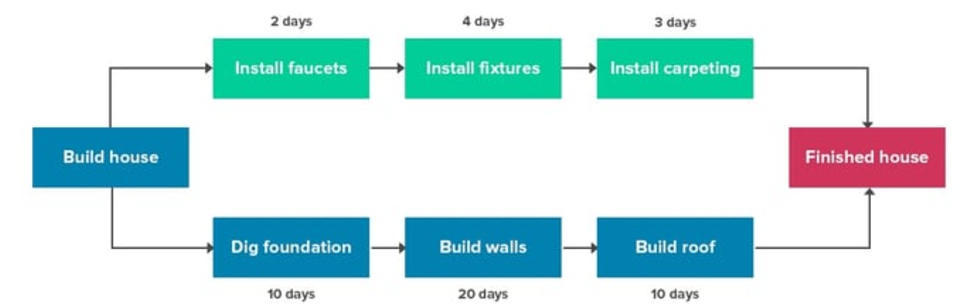 2 days
4 days
3 days
Install faucets
Install fixtures
Install carpeting
Build house
Finished house
Dig foundation
Build walls
Build roof
10 days
20 days
10 days